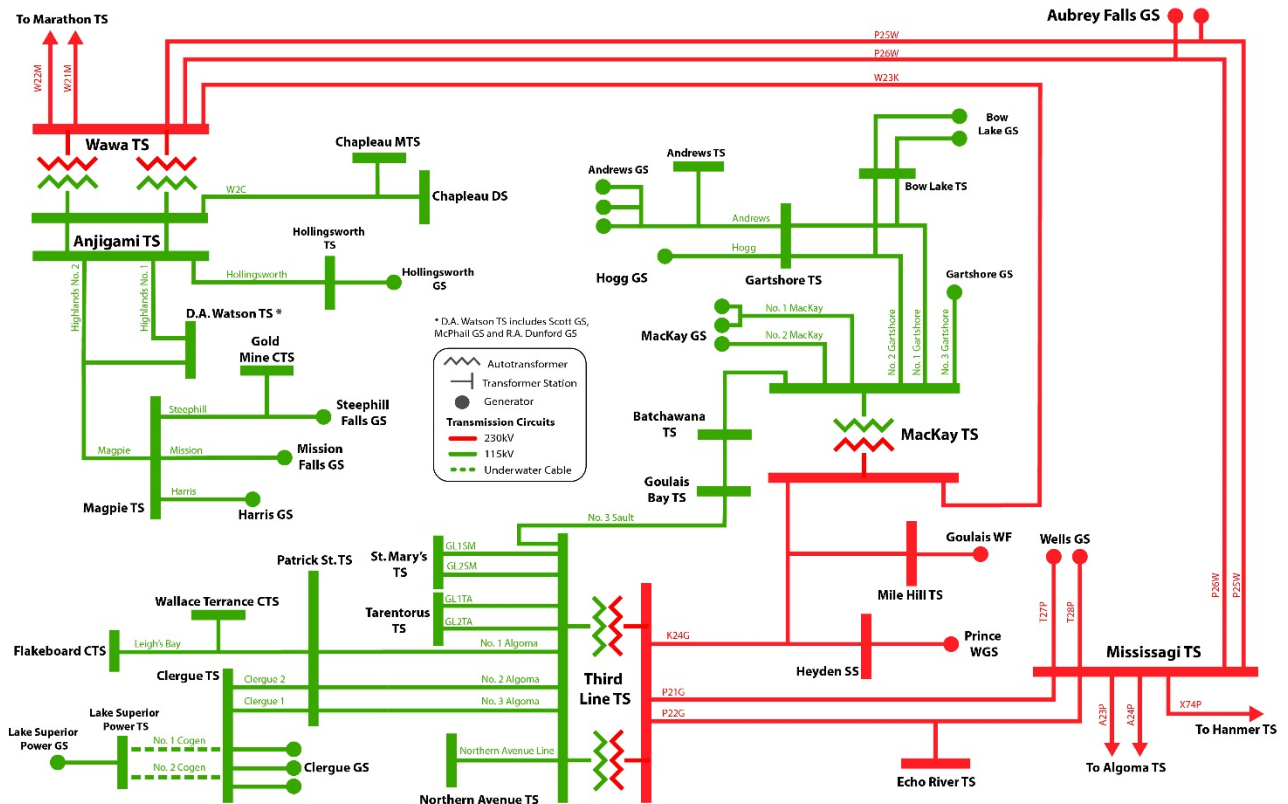 To Marathon TS
Aubrey Falls GS
P25W
P26W
W23K
W22M
W21M
Wawa TS
Chapleau MTS
W2C
Chapleau DS
Anjigami TS
Andrews TS
Andrews GS
Bow
Lake GS
Bow Lake TS
Andrews
Hogg
Hogg GS
Gartshore TS
Gartshore GS
Hollingsworth
TS
Hollingsworth
Hollingsworth
GS
Highlands No. 2
Highlands No. 1
D.A. Watson TS *
* D.A. Watson TS includes Scott GS,
McPhail GS and R.A. Dunford GS
Autotransformer
Transformer Station
Generator
Transmission Circuits
230kV
115kV
Underwater Cable
No. 1 MacKay
No. 2 MacKay
MacKay GS
No. 2 Gartshore
No. 1 Gartshore
No. 3 Gartshore
Gold
Mine CTS
Steephill
Steephill
Falls GS
Magpie
Mission
Mission
Falls GS
Harris
Harris GS
Magpie TS
Batchawana
TS
MacKay TS
Goulais
Bay TS
No. 3 Sault
Goulais WF
Mile Hill TS
Wells GS
T27P
T28P
P26W
P25W
Patrick St. TS
St. Mary's
TS
GL1SM
GL2SM
Tarentorus
TS
GL1TA
GL2TA
Wallace Terrance CTS
Flakeboard CTS
Leigh's Bay
No. 1 Algoma
Clergue TS
Clergue 2
No. 2 Algoma
Clergue 1
No. 3 Algoma
Third
Line TS
K24G
Heyden SS
Prince
WGS
P21G
P22G
Mississagi TS
A23P
A24P
X74P
To Hanmer TS
To Algoma TS
Echo River TS
Lake Superior
Power TS
Lake Superior
Power GS
No. 1 Cogen
No. 2 Cogen
Clergue GS
Northern Avenue Line
Northern Avenue TS